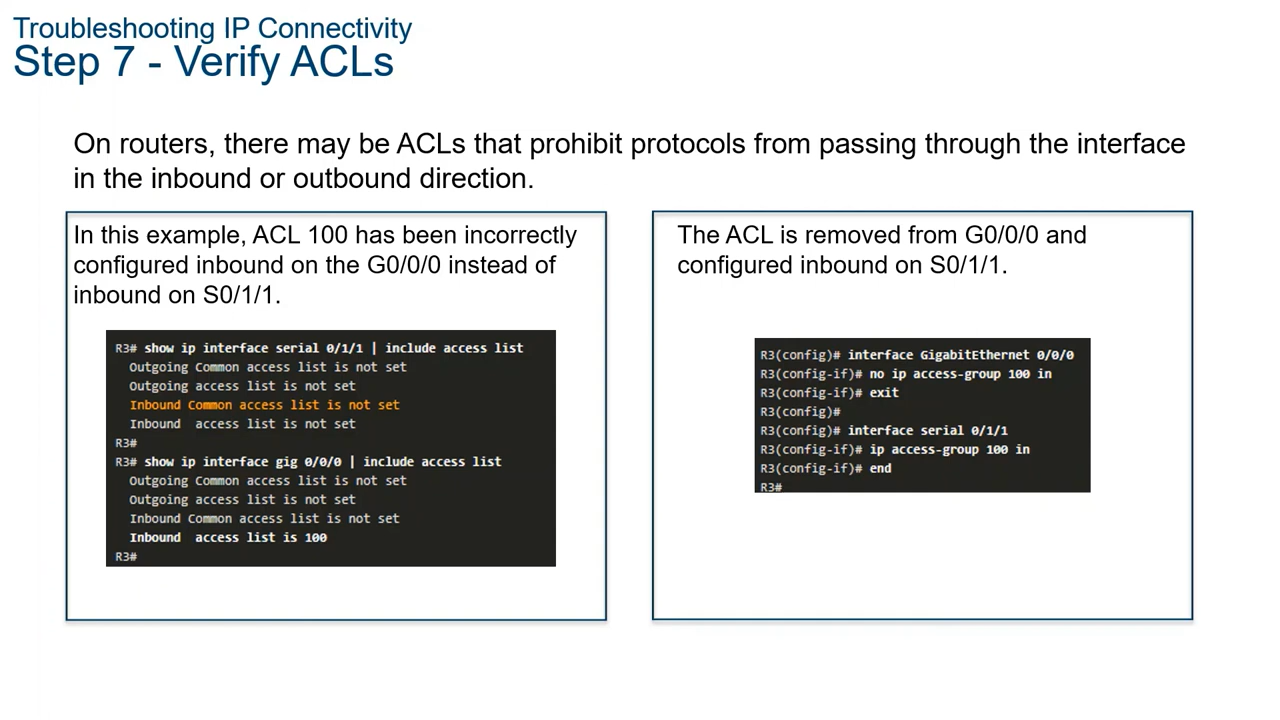 Troubleshooting IP Connectivity
Step 7 - Verify ACLs
On routers, there may be ACLs that prohibit protocols from passing through the interface
in the inbound or outbound direction.
In this example, ACL 100 has been incorrectly
configured inbound on the G0/0/0 instead of
inbound on S0/1/1.
R3# show ip interface serial 0/1/1 | include access list
Outgoing Common access list is not set
Outgoing access list is not set
Inbound Common access list is not set
Inbound  access list is not set
R3#
R3# show ip interface gig 0/0/0 | include access list
Outgoing Common access list is not set
Outgoing access list is not set
Inbound Common access list is not set
Inbound  access list is 100
R3#
The ACL is removed from G0/0/0 and
configured inbound on S0/1/1.
R3(config)# interface GigabitEthernet 0/0/0
R3(config-if)# no ip access-group 100 in
R3(config-if)# exit
R3(config)#
R3(config)# interface serial 0/1/1
R3(config-if)# ip access-group 100 in
R3(config-if)# end
R3#